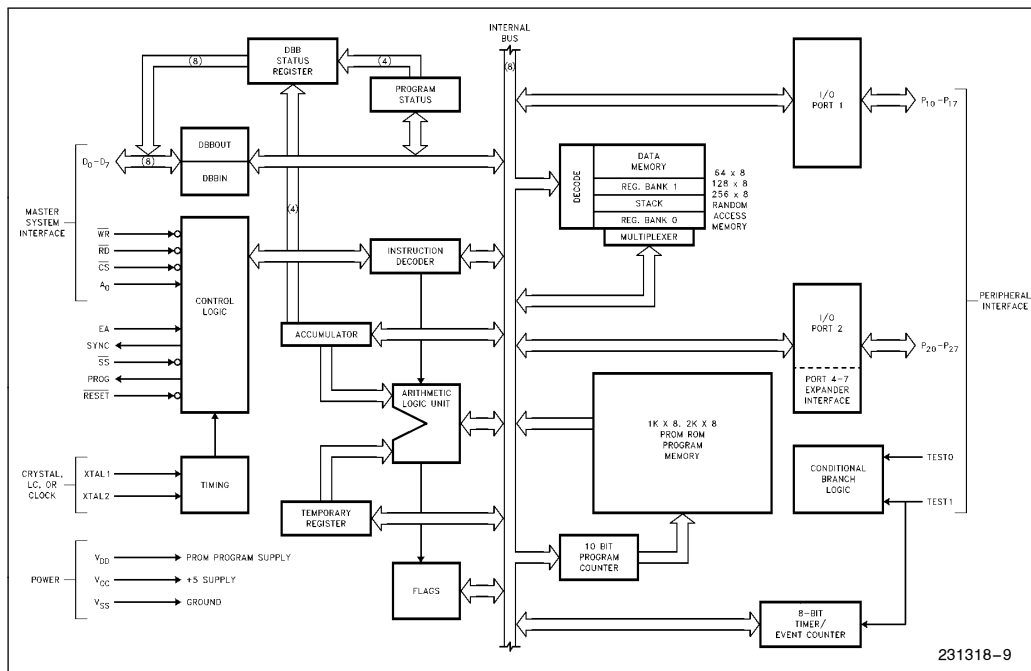 INTERNAL
BUS
(8)
DBB
STATUS
REGISTER
(8)
(4)
PROGRAM
STATUS
I/O
PORT 1
P10–P17
D0–D7
(8)
DBBOUT
DBBIN
DECODE
DATA
MEMORY
REG. BANK 1
STACK
REG. BANK 0
MULTIPLEXER
64 x 8
128 x 8
256 x 8
RANDOM
ACCESS
MEMORY
(4)
MASTER
SYSTEM
INTERFACE
WR
RD
CS
A0
CONTROL
LOGIC
INSTRUCTION
DECODER
EA
SYNC
SS
PROG
RESET
ACCUMULATOR
I/O
PORT 2
PORT 4-7
EXPANDER
INTERFACE
P20–P27
PERIPHERAL
INTERFACE
ARITHMETIC
LOGIC UNIT
1K X 8, 2K X 8
PROM ROM
PROGRAM
MEMORY
CONDITIONAL
BRANCH
LOGIC
TEST0
TEST1
CRYSTAL,
LC, OR
CLOCK
XTAL1
XTAL2
TIMING
TEMPORARY
REGISTER
10 BIT
PROGRAM
COUNTER
POWER
VDD
PROM PROGRAM SUPPLY
VCC
+5 SUPPLY
VSS
GROUND
FLAGS
8-BIT
TIMER/
EVENT COUNTER
231318–9